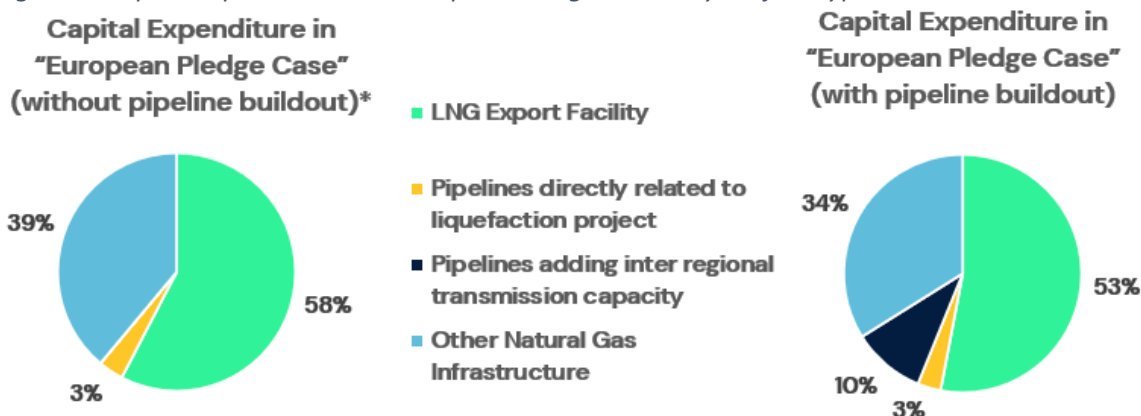 Capital Expenditure in
“European Pledge Case”
(without pipeline buildout)*
39%
58%
3%
LNG Export Facility
Pipelines directly related to
liquefaction project
Pipelines adding inter regional
transmission capacity
Other Natural Gas
Infrastructure
Capital Expenditure in
“European Pledge Case”
(with pipeline buildout)
34%
53%
10%
3%